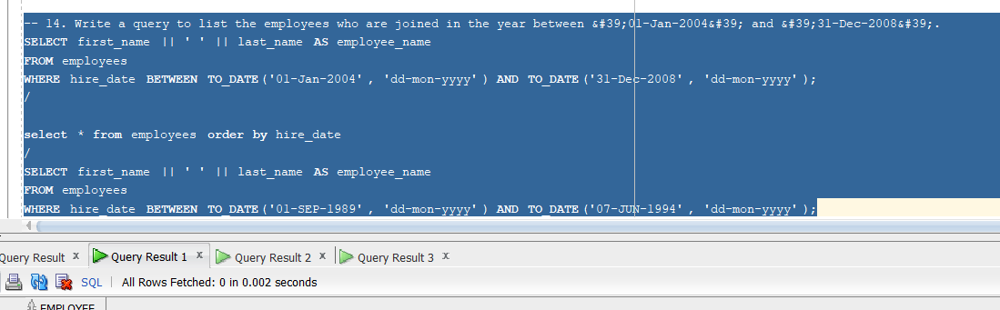 -- 14. Write a query to list the employees who are joined in the year between &#39;01-Jan-2004&#39; and &#39;31-Dec-2008&#39;.
SELECT first_name || ' ' || last_name AS employee_name
FROM employees
WHERE hire_date BETWEEN TO_DATE('01-Jan-2004', 'dd-mon-yyyy') AND TO_DATE('31-Dec-2008', 'dd-mon-yyyy');
/
select * from employees order by hire_date
/
SELECT first_name || ' ' || last_name AS employee_name
FROM employees
WHERE hire_date BETWEEN TO_DATE('01-SEP-1989', 'dd-mon-yyyy') AND TO_DATE('07-JUN-1994', 'dd-mon-yyyy');
Query Result x Query Result 1 x Query Result 2 x Query Result 3 x
SQL | All Rows Fetched: 0 in 0.002 seconds
EMPLOYEE